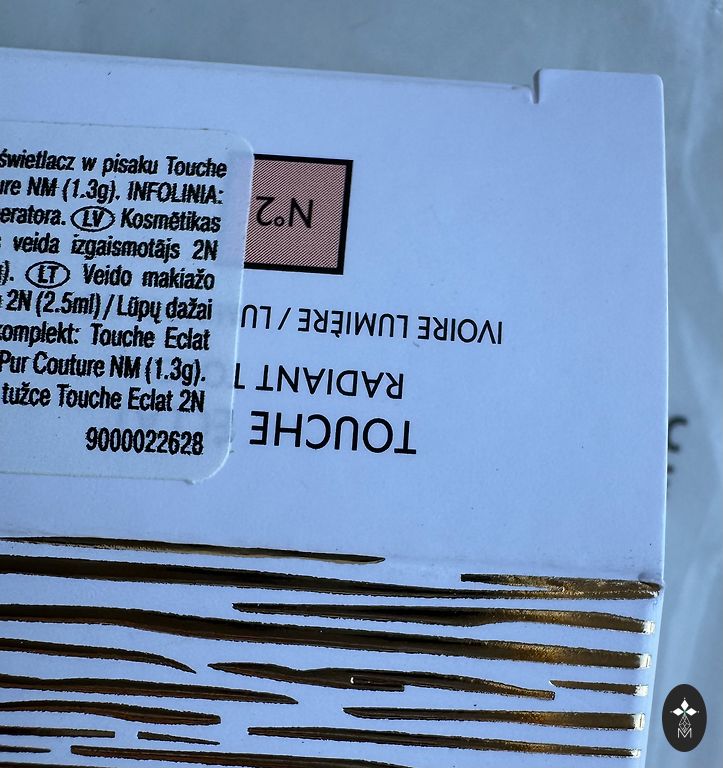 świetlacz w pisaku Touche
ure NM (1.3g). INFOLINIA:
eratora. LV Kosmētikas
s veida izgaismotājs 2N
). LT Veido makiažo
2N (2.5ml) / Lūpų dažai
komplekt: Touche Eclat
Pur Couture NM (1.3g).
tužce Touche Eclat 2N
9000022628
TOUCHE
RADIANT
IVOIRE LUMIÈRE / LU
N°2
M